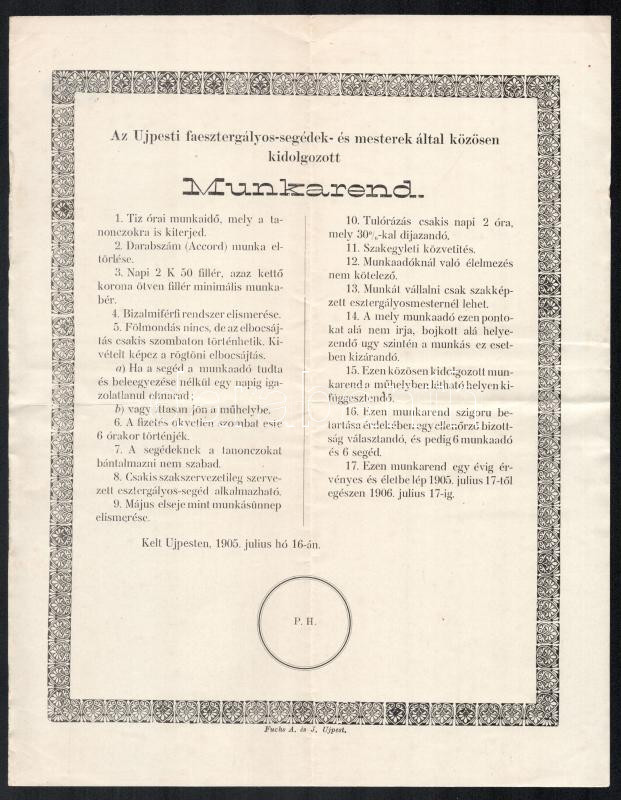 Az Ujpesti faesztergályos-segédek- és mesterek által közösen
kidolgozott
Munkarend.
1. Tiz órai munkaidő, mely a ta-
nonczokra is kiterjed.
2. Darabszám (Accord) munka el-
törlése.
3. Napi 2 K 50 fillér, azaz kettő
korona ötven fillér minimális munka-
bér.
4. Bizalmiférfi rendszer elismerése.
5. Fölmondás nincs, de az elbocsáj-
tás csakis szombaton történhetik. Ki-
vételt képez a rögtöni elbocsájtás.
a) Ha a segéd a munkaadó tudta
és beleegyezése nélkül egy napig iga-
zolatlanul elmarad;
b) vagy ittasan jön a műhelybe.
6. A fizetés okvetlen szombat este
6 órakor történjék.
7. A segédeknek a tanonczokat
bántalmazni nem szabad.
8. Csakis szakszervezetileg szerve-
zett esztergályos-segéd alkalmazható.
9. Május elseje mint munkásünnep
elismerése.
10. Tulórázás csakis napi 2 óra,
mely 30%-kal dijazandó.
11. Szakegyleti közvetités.
12. Munkaadóknál való élelmezés
nem kötelező.
13. Munkát vállalni csak szakkép-
zett esztergályosmesternél lehet.
14. A mely munkaadó ezen ponto-
kat alá nem irja, bojkott alá helye-
zendő ugy szintén a munkás ez eset-
ben kizárandó.
15. Ezen közösen kidolgozott mun-
karend a műhelyben látható helyen ki-
függesztendő.
16. Ezen munkarend szigoru be-
tartása érdekében egy ellenőrző bizott-
ság választandó, és pedig 6 munkaadó
és 6 segéd.
17. Ezen munkarend egy évig ér-
vényes és életbe lép 1905. julius 17-től
egészen 1906. julius 17-ig.
Kelt Ujpesten, 1905. julius hó 16-án.
P. H.
Fuchs A. és J. Ujpest.